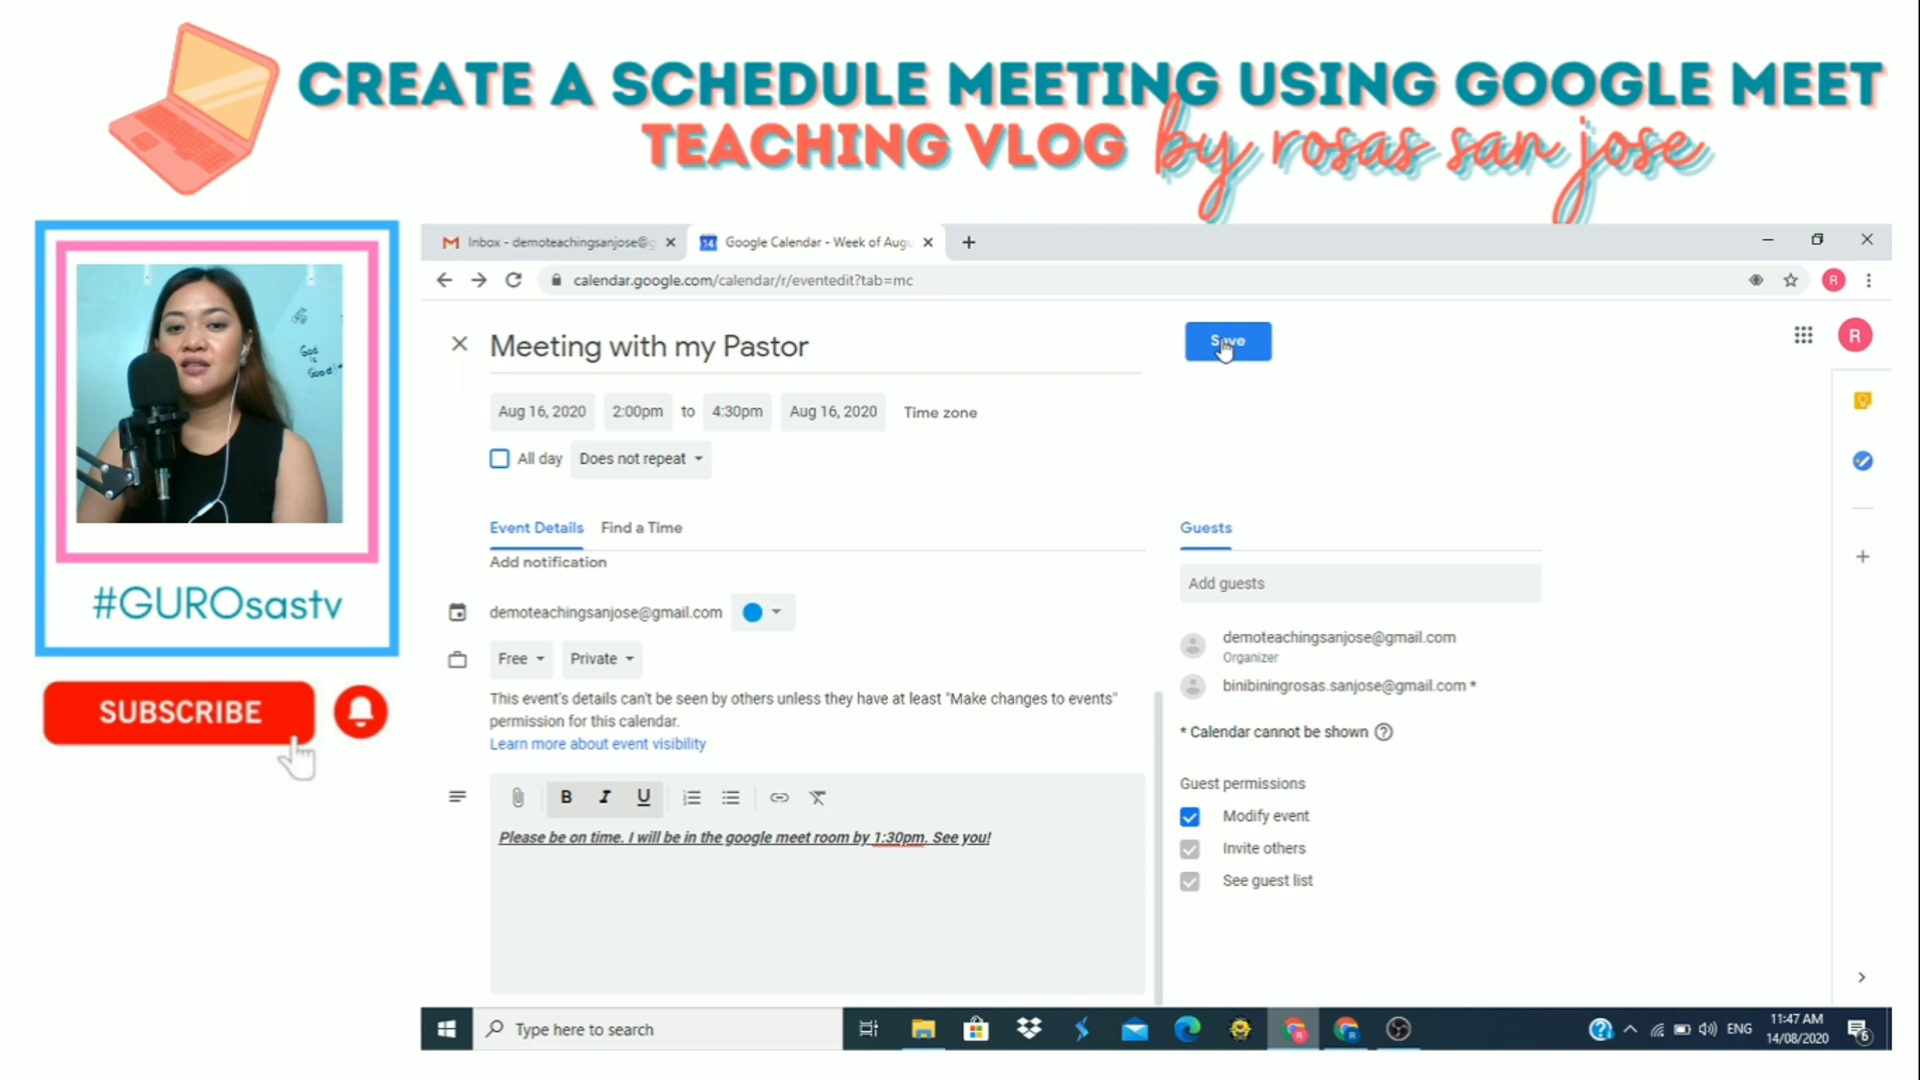 CREATE A SCHEDULE MEETING USING GOOGLE MEET
TEACHING VLOG by rosas san jose
God
is
Good!
#GUROsastv
SUBSCRIBE
Inbox - demoteachingsanjose@g
14
Google Calendar - Week of Augu
calendar.google.com/calendar/r/eventedit?tab=mc
R
Meeting with my Pastor
Save
R
Aug 16, 2020 2:00pm to 4:30pm Aug 16, 2020 Time zone
All day Does not repeat
Event Details Find a Time
Guests
Add notification
Add guests
demoteachingsanjose@gmail.com
demoteachingsanjose@gmail.com
Organizer
Free Private
binibiningrosas.sanjose@gmail.com *
This event's details can't be seen by others unless they have at least "Make changes to events"
permission for this calendar.
Learn more about event visibility
* Calendar cannot be shown ?
Guest permissions
B I U
Modify event
Please be on time. I will be in the google meet room by 1:30pm. See you!
Invite others
See guest list
Type here to search
ENG
11:47 AM
14/08/2020
6